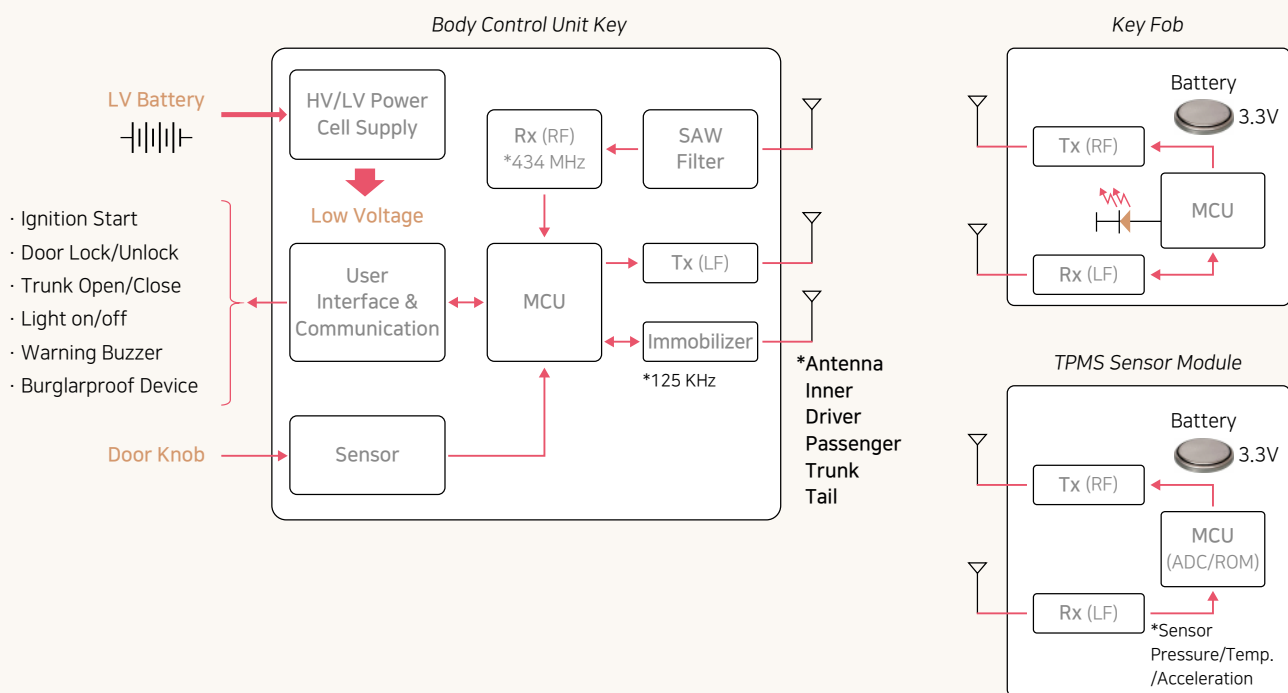 Body Control Unit Key
LV Battery
HV/LV Power
Cell Supply
Low Voltage
Rx (RF)
*434 MHz
SAW
Filter
· Ignition Start
· Door Lock/Unlock
· Trunk Open/Close
· Light on/off
· Warning Buzzer
· Burglarproof Device
User
Interface &
Communication
MCU
Tx (LF)
Immobilizer
*125 KHz
*Antenna
Inner
Driver
Passenger
Trunk
Tail
Door Knob
Sensor
Key Fob
Battery
3.3V
Tx (RF)
MCU
Rx (LF)
TPMS Sensor Module
Battery
3.3V
Tx (RF)
MCU
(ADC/ROM)
Rx (LF)
*Sensor
Pressure/Temp.
/Acceleration